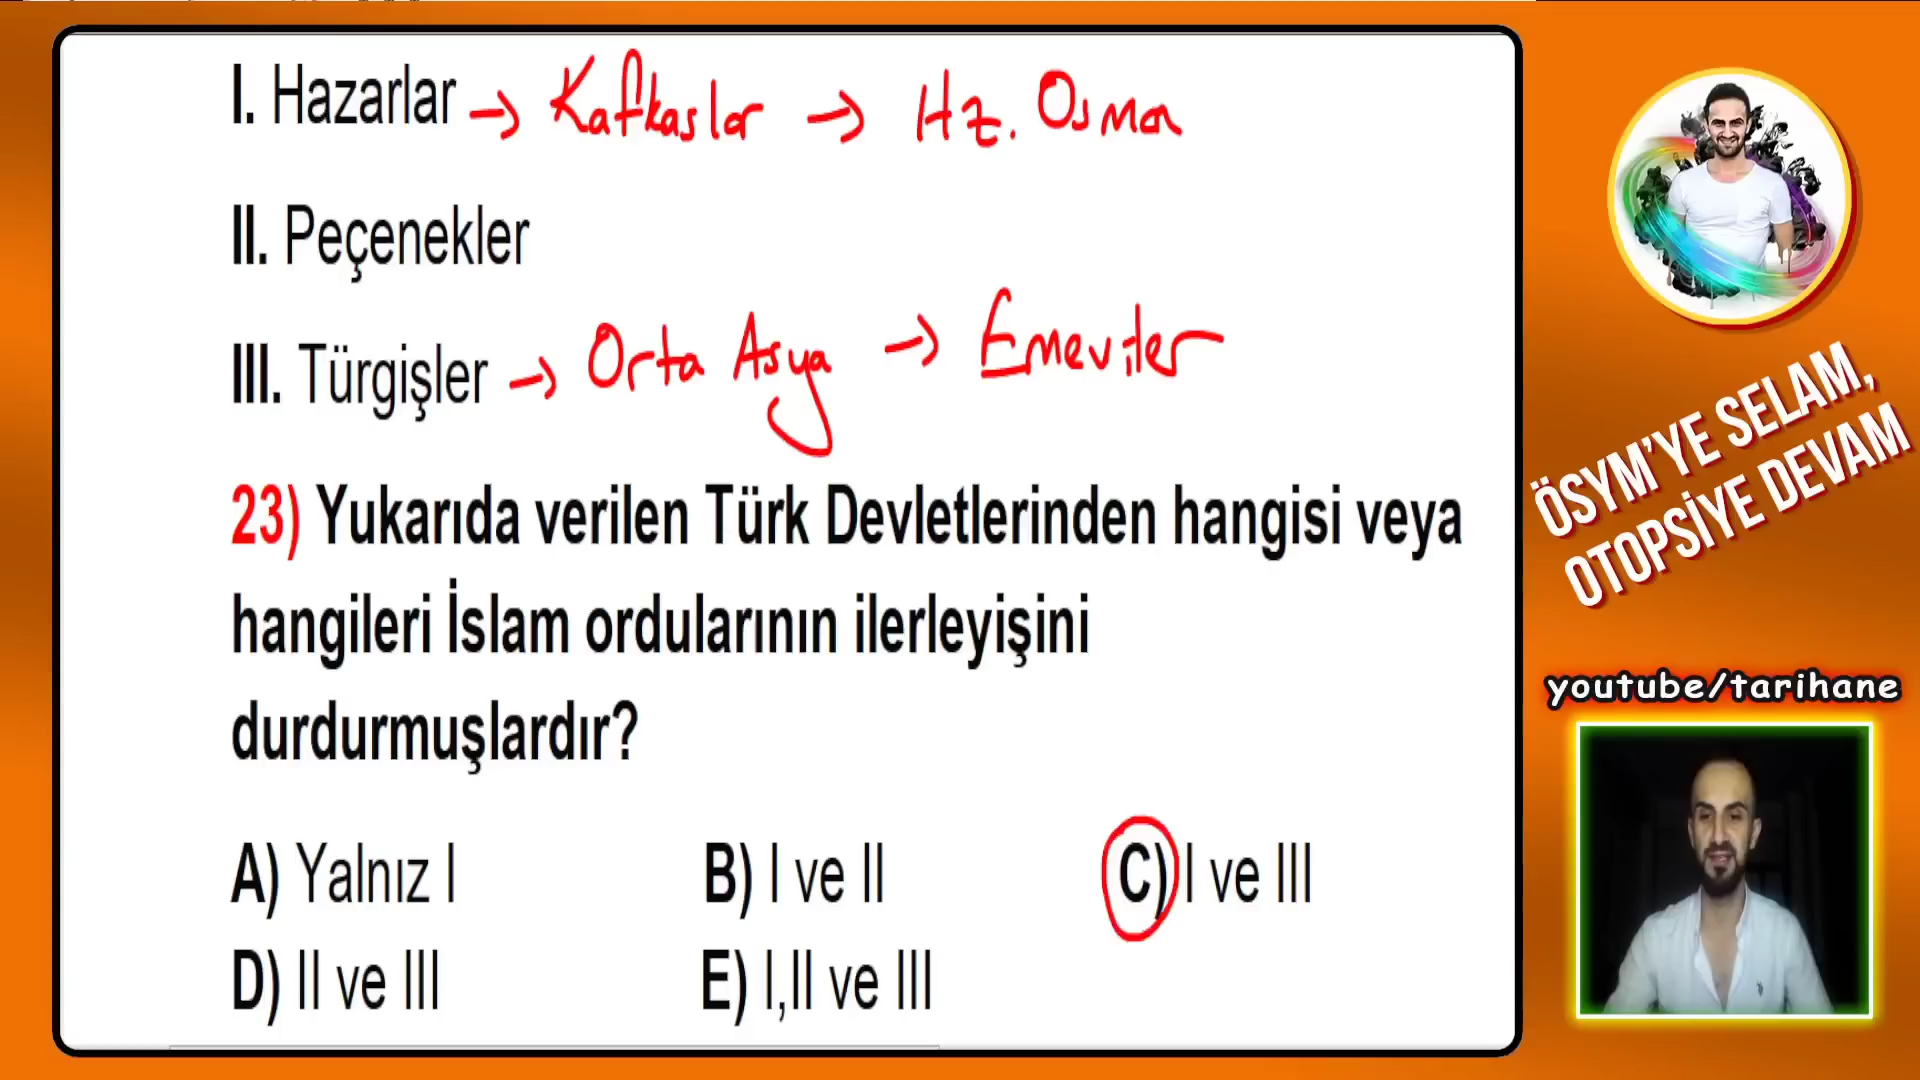 I. Hazarlar → Kafkaslar → Hz. Osman
II. Peçenekler
III. Türgişler → Orta Asya → Emeviler
23) Yukarıda verilen Türk Devletlerinden hangisi veya
hangileri İslam ordularının ilerleyişini
durdurmuşlardır?
A) Yalnız I B) I ve II C) I ve III
D) II ve III E) I,II ve III
ÖSYM'YE SELAM,
OTOPSİYE DEVAM
youtube/tarihane